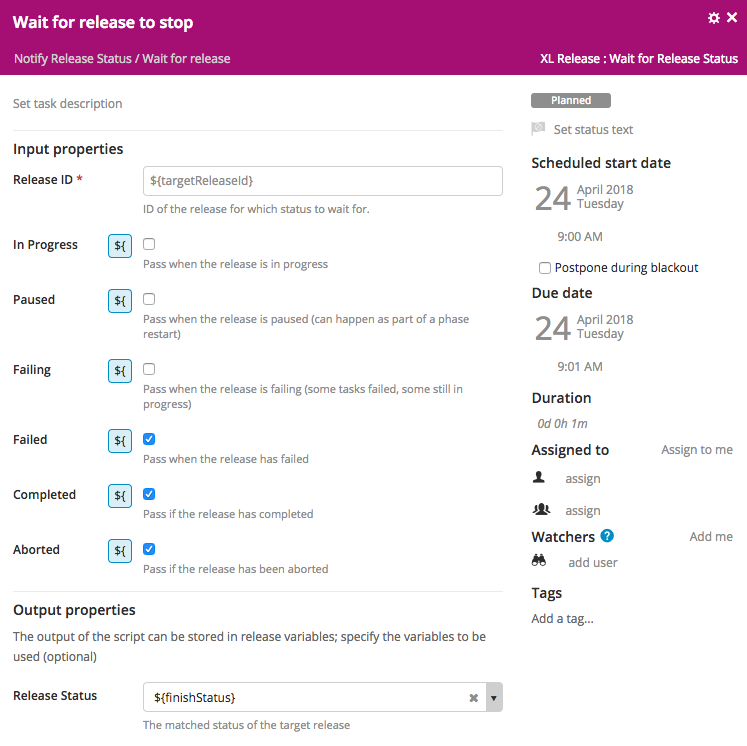 Wait for release to stop
Notify Release Status / Wait for release
XL Release : Wait for Release Status
Set task description
Input properties
Release ID *
${targetReleaseId}
ID of the release for which status to wait for.
In Progress
${
Pass when the release is in progress
Paused
${
Pass when the release is paused (can happen as part of a phase
restart)
Failing
${
Pass when the release is failing (some tasks failed, some still in
progress)
Failed
${
Pass when the release has failed
Completed
${
Pass if the release has completed
Aborted
${
Pass if the release has been aborted
Output properties
The output of the script can be stored in release variables; specify the variables to be
used (optional)
Release Status
${finishStatus}
The matched status of the target release
Planned
Set status text
Scheduled start date
24
April 2018
Tuesday
9:00 AM
Postpone during blackout
Due date
24
April 2018
Tuesday
9:01 AM
Duration
0d 0h 1m
Assigned to
Assign to me
assign
assign
Watchers ?
Add me
add user
Tags
Add a tag...